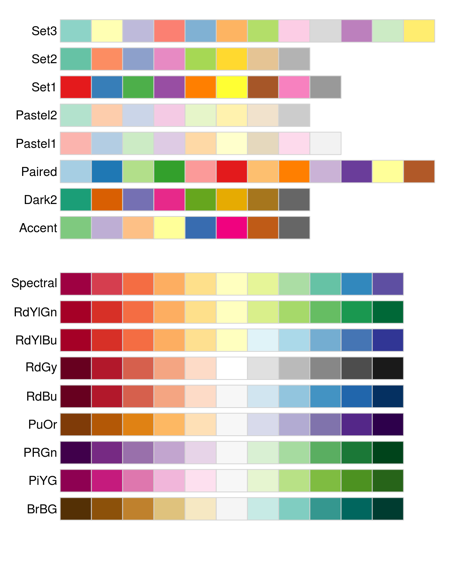 Set3
Set2
Set1
Pastel2
Pastel1
Paired
Dark2
Accent
Spectral
RdYlGn
RdYlBu
RdGy
RdBu
PuOr
PRGn
PiYG
BrBG